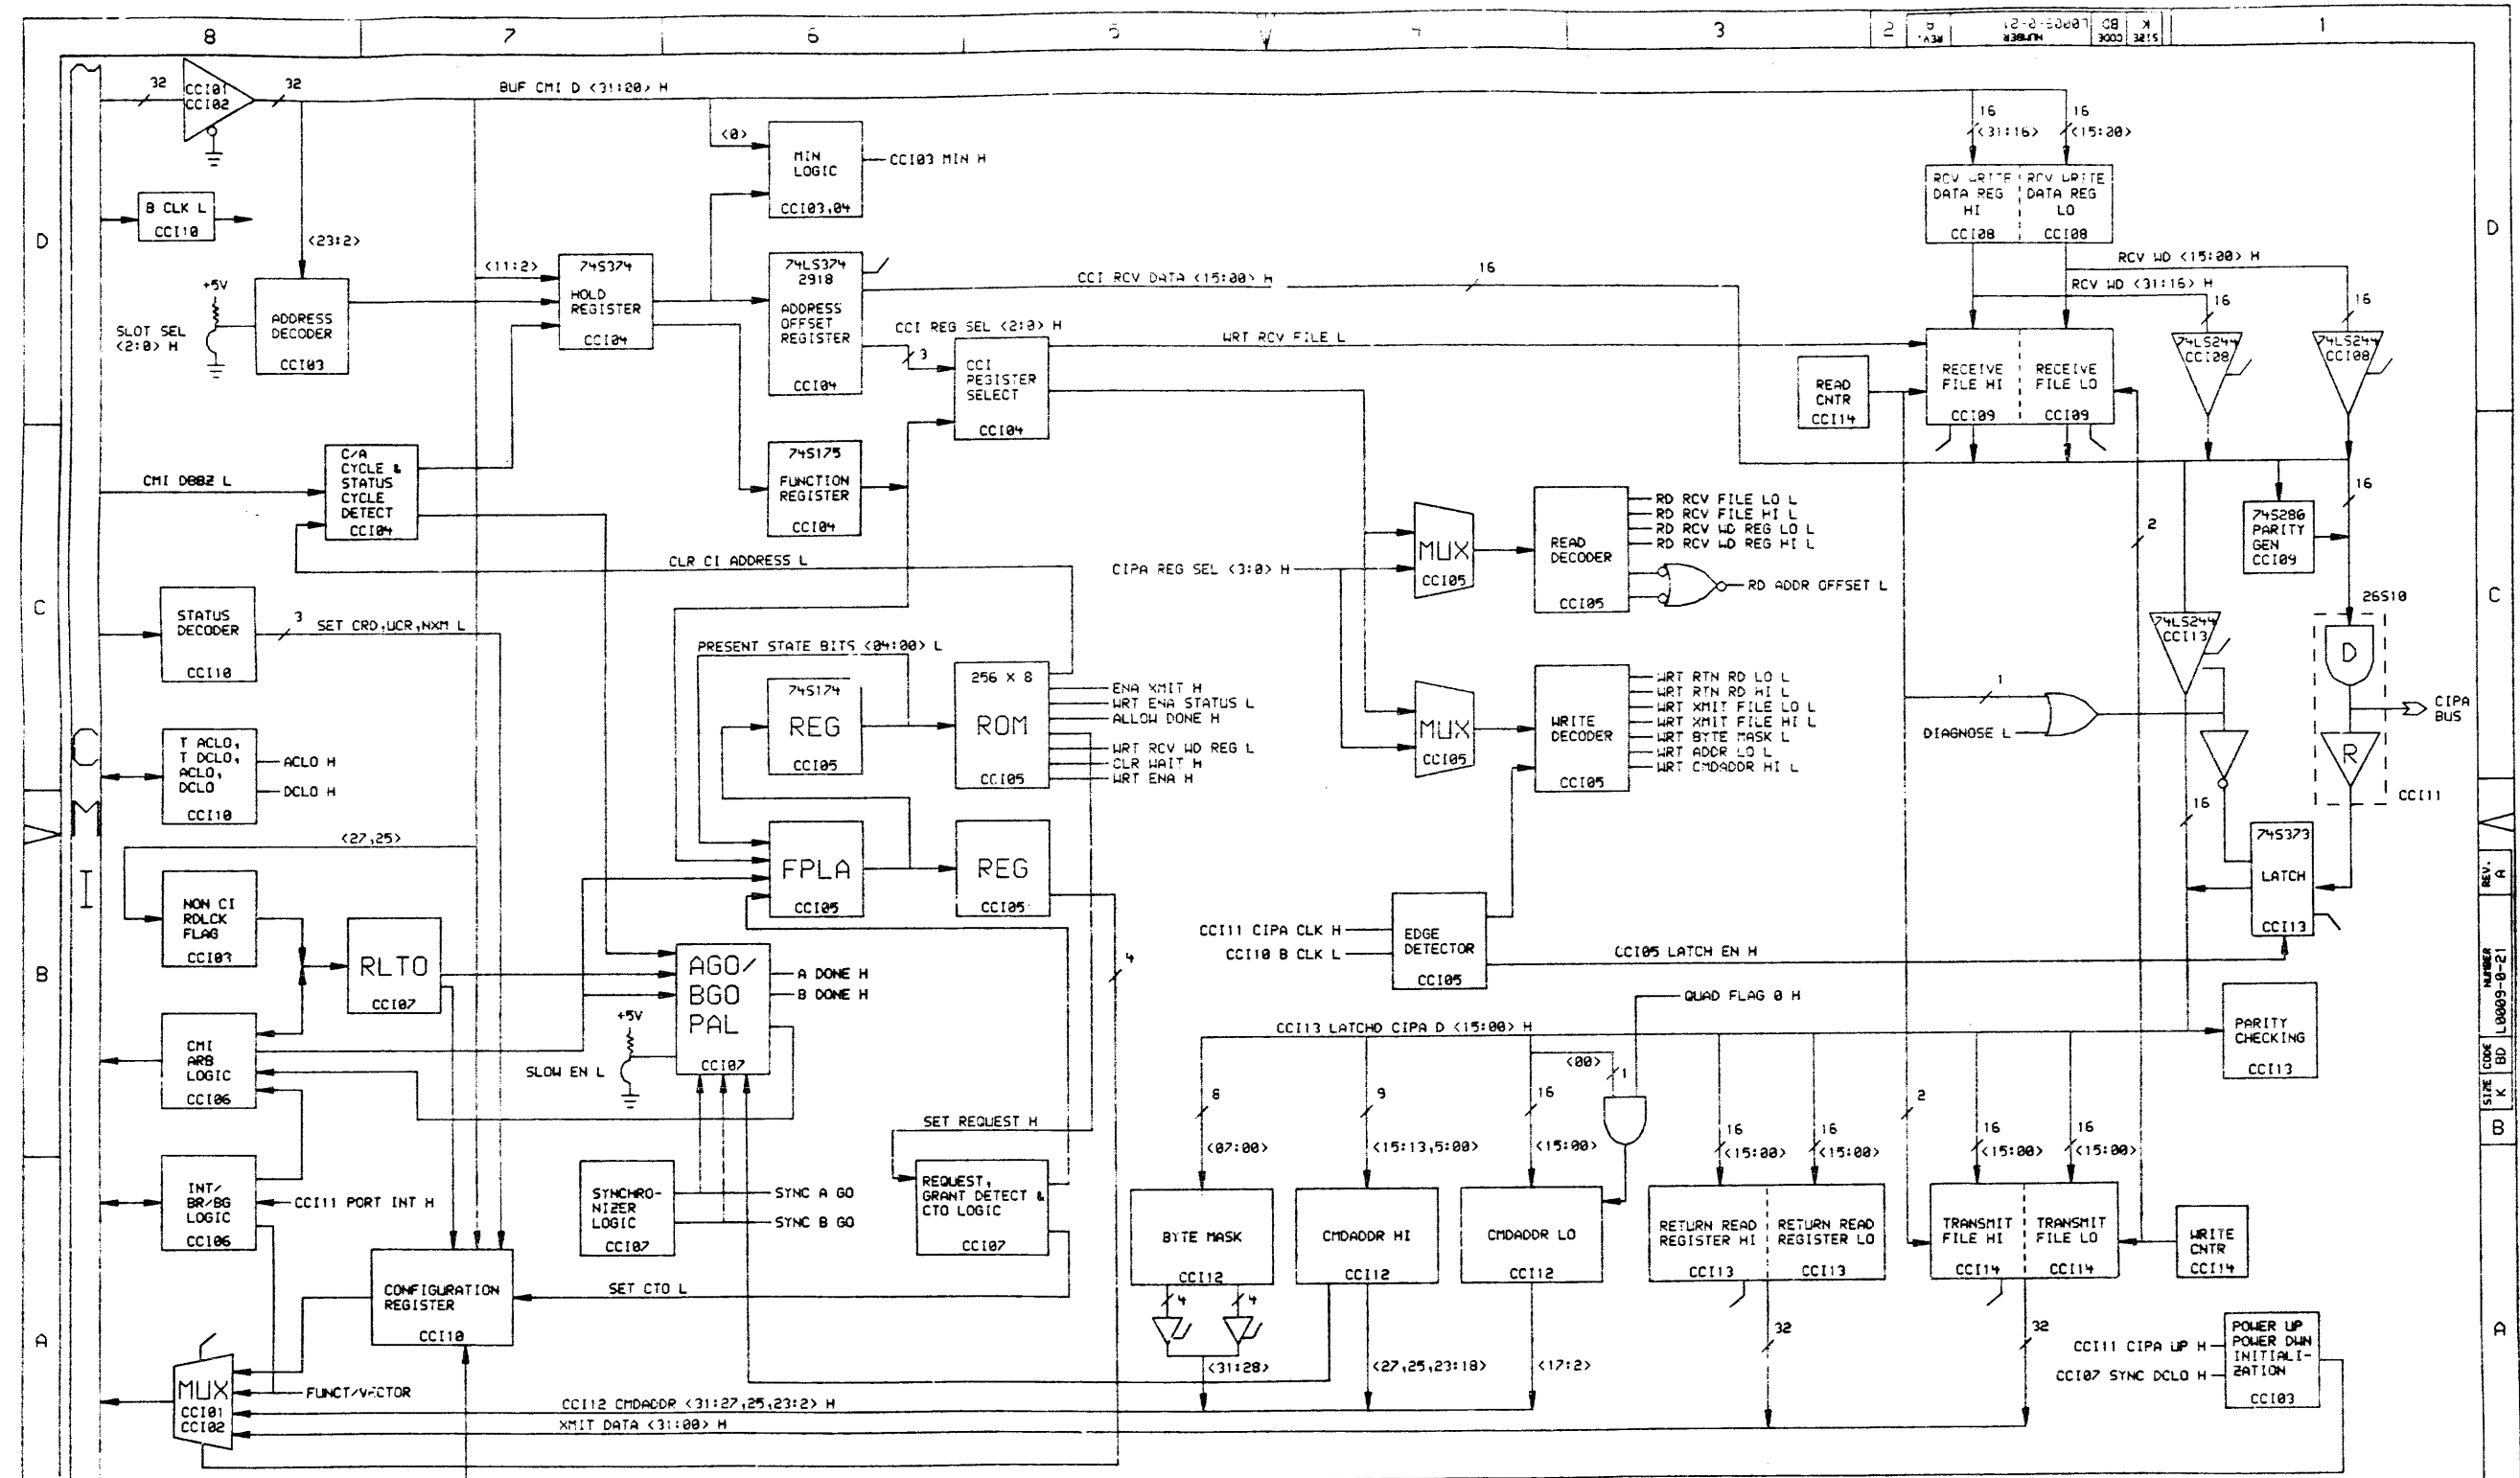 8
7
6
5
4
3
2
REV.
A
NUMBER
L0009-0-21
CODE
BD
SIZE
K
1
D
C
B
A
D
C
B
A
REV.
A
NUMBER
L0009-0-21
CODE
BD
SIZE
K
C
M
I
32
CCI01
CCI02
32
BUF CMI D <31:00> H
<0>
MIN
LOGIC
CCI03,04
CCI03 MIN H
16
<31:16>
16
<15:00>
RCV WRITE
DATA REG
HI
CCI08
RCV WRITE
DATA REG
LO
CCI08
B CLK L
CCI10
<23:2>
<11:2>
+5V
SLOT SEL
<2:0> H
ADDRESS
DECODER
CCI03
74S374
HOLD
REGISTER
CCI04
74LS374
2918
ADDRESS
OFFSET
REGISTER
CCI04
CCI RCV DATA <15:00> H
16
RCV WD <15:00> H
RCV WD <31:16> H
16
16
CCI REG SEL <2:0> H
3
CCI
REGISTER
SELECT
CCI04
WRT RCV FILE L
READ
CNTR
CCI14
RECEIVE
FILE HI
CCI09
RECEIVE
FILE LO
CCI09
74LS244
CCI08
74LS244
CCI08
CMI DBBZ L
C/A
CYCLE &
STATUS
CYCLE
DETECT
CCI04
74S175
FUNCTION
REGISTER
CCI04
CLR CI ADDRESS L
CIPA REG SEL <3:0> H
MUX
CCI05
READ
DECODER
CCI05
RD RCV FILE LO L
RD RCV FILE HI L
RD RCV WD REG LO L
RD RCV WD REG HI L
RD ADDR OFFSET L
2
16
74S286
PARITY
GEN
CCI09
26S10
D
R
CCI11
CIPA
BUS
STATUS
DECODER
CCI10
3
SET CRD,UCR,NXM L
PRESENT STATE BITS <04:00> L
74S174
REG
CCI05
256 X 8
ROM
CCI05
ENA XMIT H
WRT ENA STATUS L
ALLOW DONE H
WRT RCV WD REG L
CLR WAIT H
WRT ENA H
MUX
CCI05
WRITE
DECODER
CCI05
WRT RTN RD LO L
WRT RTN RD HI L
WRT XMIT FILE LO L
WRT XMIT FILE HI L
WRT BYTE MASK L
WRT ADDR LO L
WRT CMDADDR HI L
74LS244
CCI13
1
DIAGNOSE L
16
74S373
LATCH
CCI13
T ACLO,
T DCLO,
ACLO,
DCLO
CCI10
ACLO H
DCLO H
<27,25>
NON CI
RDLCK
FLAG
CCI03
RLTO
CCI07
FPLA
CCI05
REG
CCI05
4
AGO/
BGO
PAL
CCI07
A DONE H
B DONE H
+5V
SLOW EN L
CCI11 CIPA CLK H
CCI10 B CLK L
EDGE
DETECTOR
CCI05
CCI05 LATCH EN H
QUAD FLAG 0 H
CCI13 LATCHD CIPA D <15:00> H
PARITY
CHECKING
CCI13
CMI
ARB
LOGIC
CCI06
INT/
BR/BG
LOGIC
CCI06
CCI11 PORT INT H
SYNCHRO-
NIZER
LOGIC
CCI07
SYNC A GO
SYNC B GO
SET REQUEST H
REQUEST,
GRANT DETECT &
CTO LOGIC
CCI07
8
<07:00>
9
<15:13,5:00>
16
<15:00>
<00>
1
16
<15:00>
16
<15:00>
2
16
<15:00>
16
<15:00>
BYTE MASK
CCI12
CMDADDR HI
CCI12
CMDADDR LO
CCI12
RETURN READ
REGISTER HI
CCI13
RETURN READ
REGISTER LO
CCI13
TRANSMIT
FILE HI
CCI14
TRANSMIT
FILE LO
CCI14
WRITE
CNTR
CCI14
CONFIGURATION
REGISTER
CCI10
SET CTO L
4
4
<31:28>
<27,25,23:18>
<17:2>
32
32
CCI11 CIPA UP H
CCI07 SYNC DCLO H
POWER UP
POWER DWN
INITIALI-
ZATION
CCI03
MUX
CCI01
CCI02
FUNCT/VECTOR
CCI12 CMDADDR <31:27,25,23:2> H
XMIT DATA <31:00> H